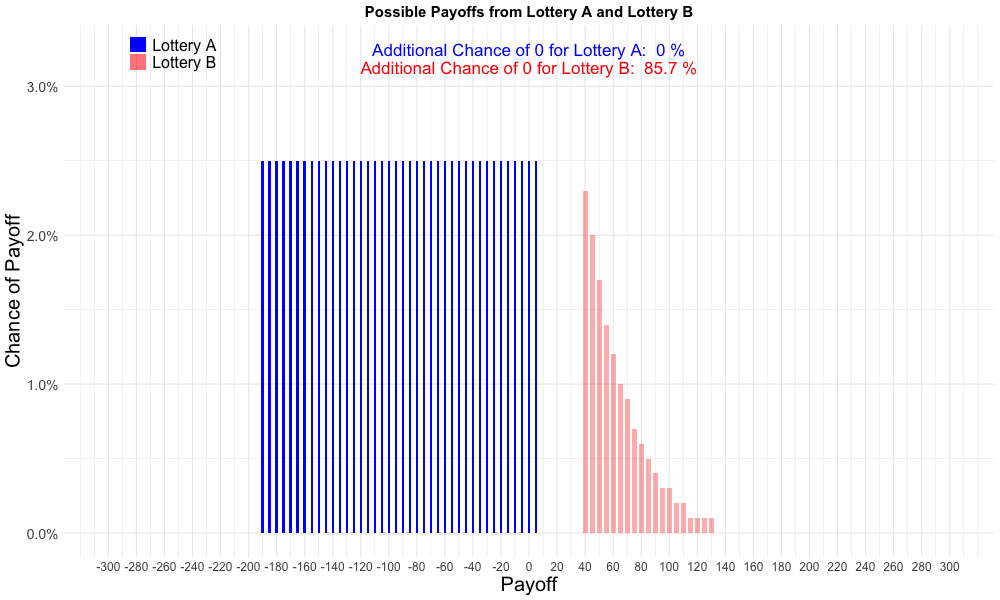 Possible Payoffs from Lottery A and Lottery B
Lottery A
Lottery B
Additional Chance of 0 for Lottery A:  0 %
Additional Chance of 0 for Lottery B:  85.7 %
Chance of Payoff
3.0%
2.0%
1.0%
0.0%
-300 -280 -260 -240 -220 -200 -180 -160 -140 -120 -100 -80 -60 -40 -20 0 20 40 60 80 100 120 140 160 180 200 220 240 260 280 300
Payoff